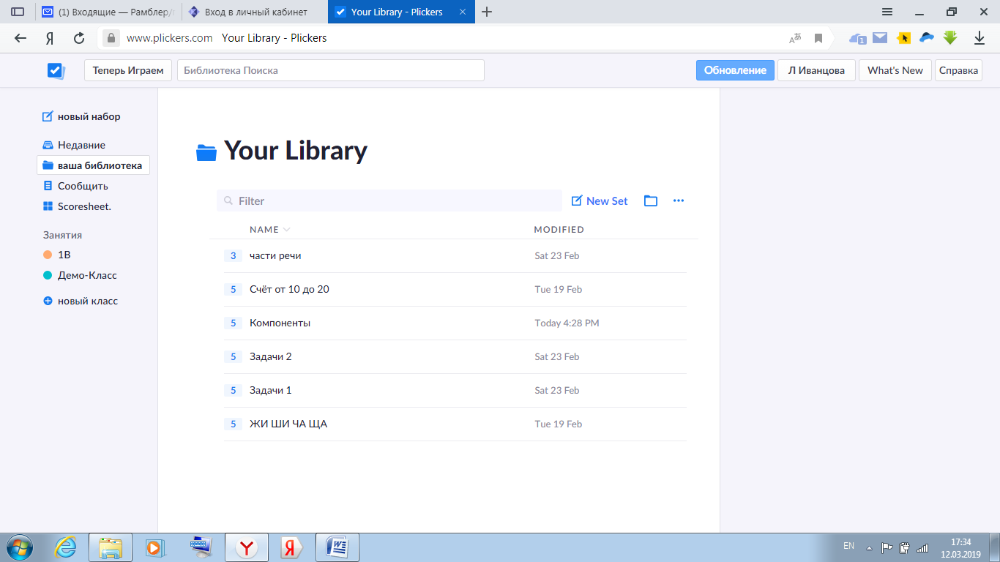 (1) Входящие — Рамблер/
Вход в личный кабинет
Your Library - Plickers
Я
www.plickers.com Your Library - Plickers
1
Теперь Играем
Библиотека Поиска
Обновление
Л Иванцова
What's New
Справка
новый набор
Недавние
ваша библиотека
Сообщить
Scoresheet.
Занятия
1В
Демо-Класс
новый класс
Your Library
Filter
New Set
NAME
MODIFIED
3 части речи Sat 23 Feb
5 Счёт от 10 до 20 Tue 19 Feb
5 Компоненты Today 4:28 PM
5 Задачи 2 Sat 23 Feb
5 Задачи 1 Sat 23 Feb
5 ЖИ ШИ ЧА ЩА Tue 19 Feb
EN
17:34
12.03.2019